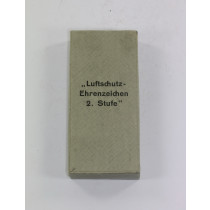 „Luftschutz-
Ehrenzeichen
2. Stufe"